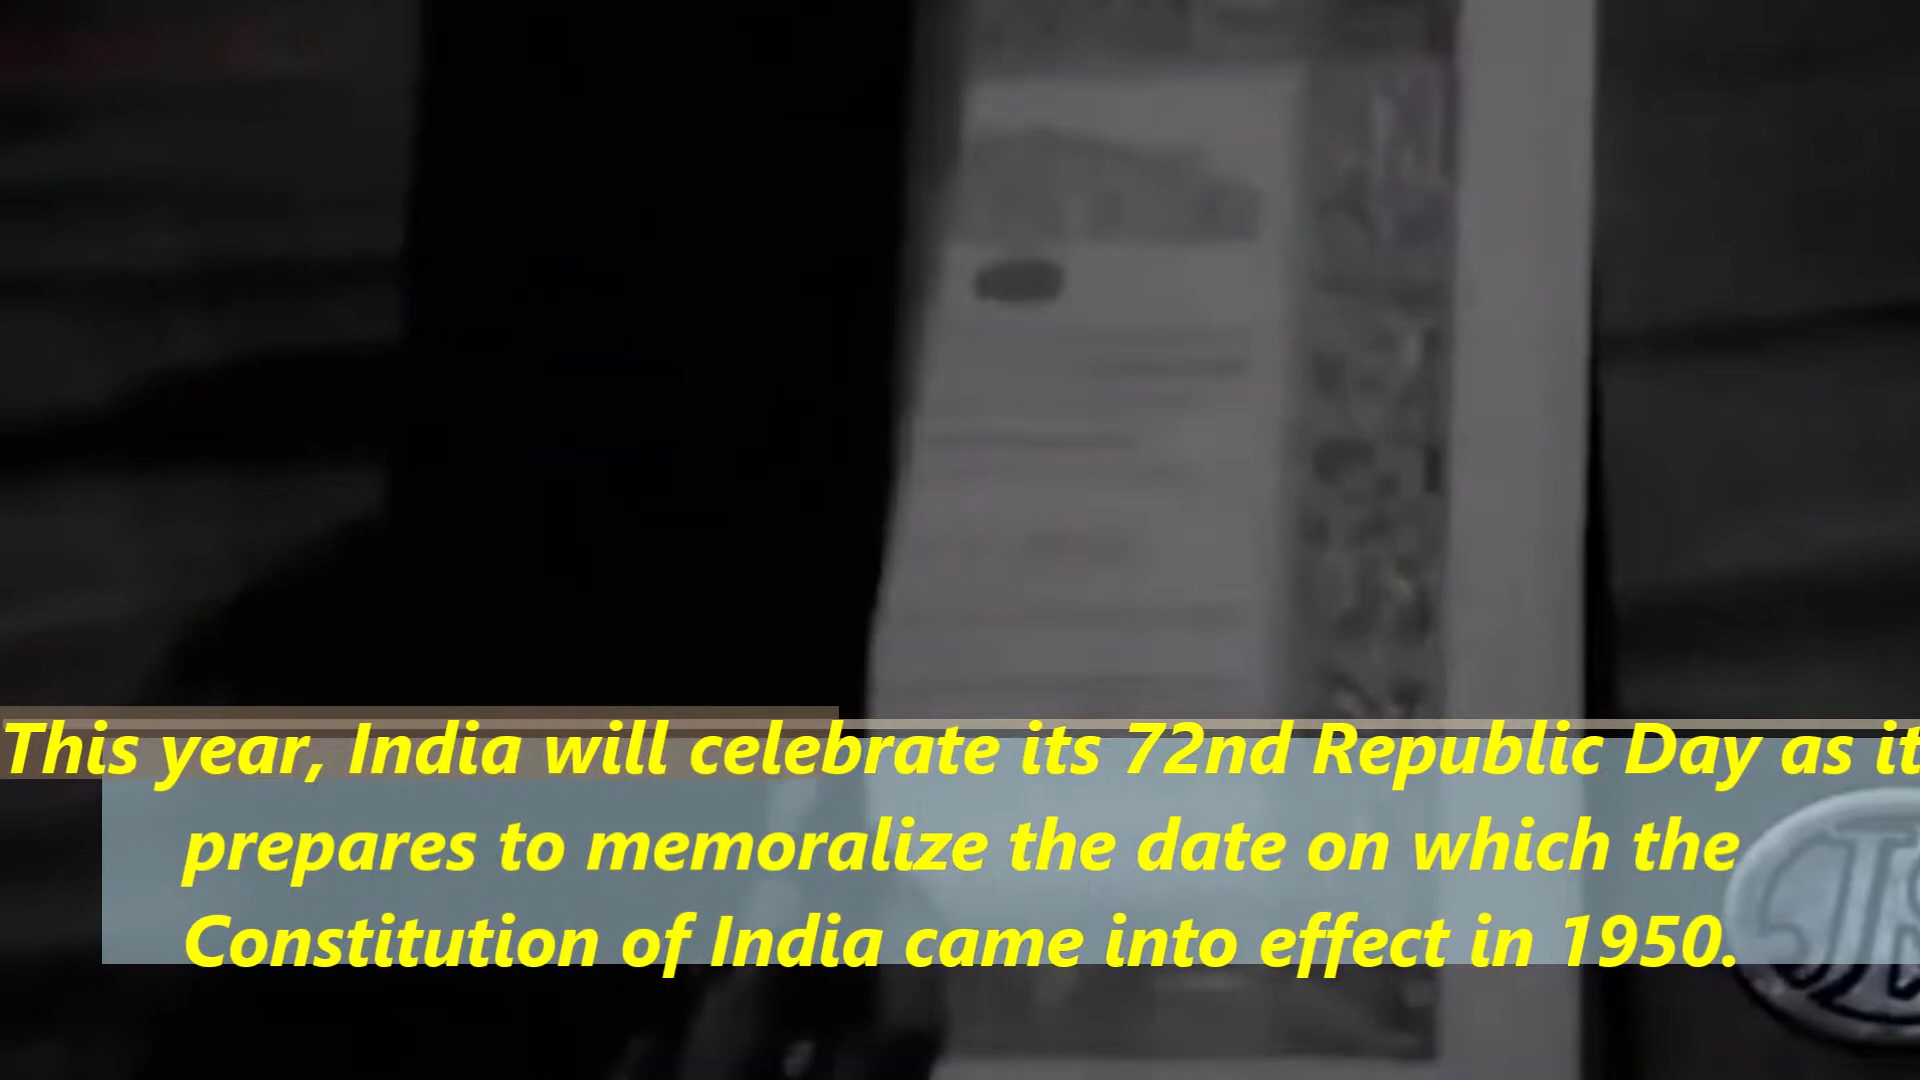 This year, India will celebrate its 72nd Republic Day as it
prepares to memoralize the date on which the
Constitution of India came into effect in 1950.